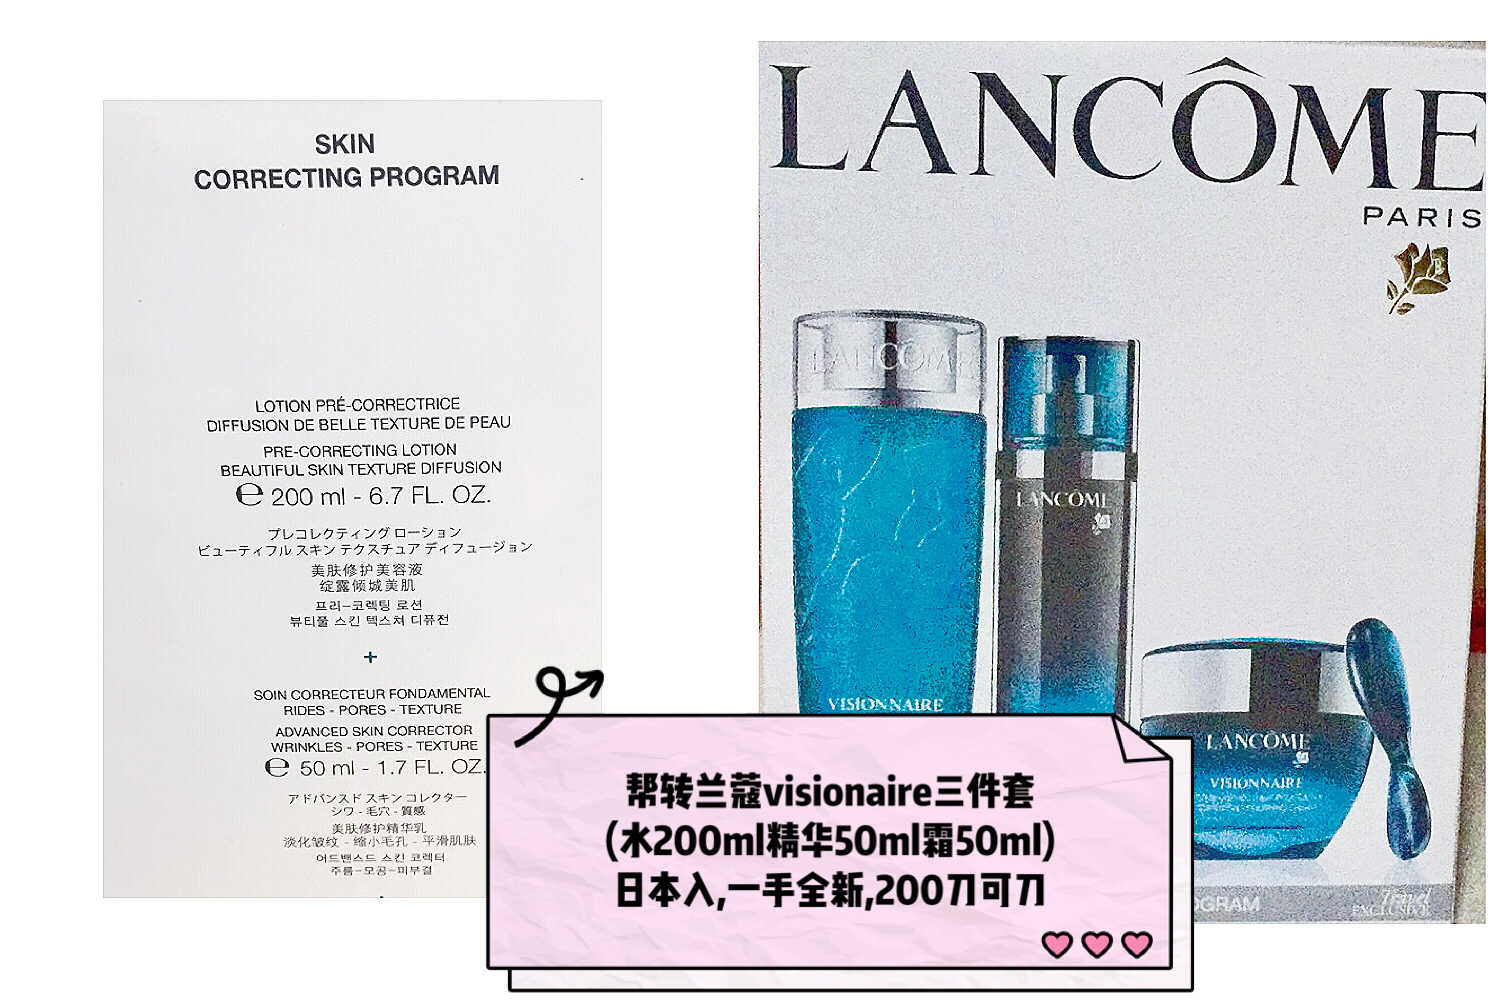 SKIN
CORRECTING PROGRAM
LOTION PRÉ-CORRECTRICE
DIFFUSION DE BELLE TEXTURE DE PEAU
PRE-CORRECTING LOTION
BEAUTIFUL SKIN TEXTURE DIFFUSION
℮ 200 ml - 6.7 FL. OZ.
プレコレクティング ローション
ビューティフル スキン テクスチュア ディフュージョン
美肤修护美容液
绽露倾城美肌
프리-코렉팅 로션
뷰티풀 스킨 텍스쳐 디퓨전
+
SOIN CORRECTEUR FONDAMENTAL
RIDES - PORES - TEXTURE
ADVANCED SKIN CORRECTOR
WRINKLES - PORES - TEXTURE
℮ 50 ml - 1.7 FL. OZ.
アドバンスド スキン コレクター
シワ - 毛穴 - 質感
美肤修护精华乳
淡化皱纹 - 缩小毛孔 - 平滑肌肤
어드밴스드 스킨 코렉터
주름-모공-피부결
LANCÔME
PARIS
LANCÔME
VISIONNAIRE
LANCÔME
LANCÔME
VISIONNAIRE
OGRAM
Travel
EXCLUSIVE
帮转兰蔻visionaire三件套
(水200ml精华50ml霜50ml)
日本入,一手全新,200刀可刀